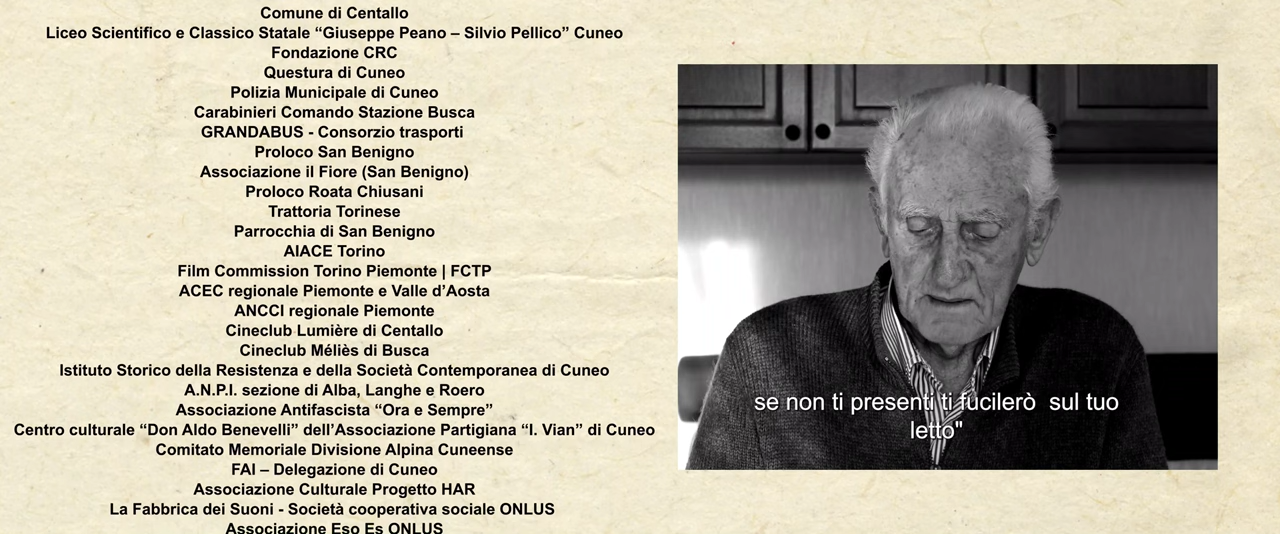 Comune di Centallo
Liceo Scientifico e Classico Statale “Giuseppe Peano – Silvio Pellico” Cuneo
Fondazione CRC
Questura di Cuneo
Polizia Municipale di Cuneo
Carabinieri Comando Stazione Busca
GRANDABUS - Consorzio trasporti
Proloco San Benigno
Associazione il Fiore (San Benigno)
Proloco Roata Chiusani
Trattoria Torinese
Parrocchia di San Benigno
AIACE Torino
Film Commission Torino Piemonte | FCTP
ACEC regionale Piemonte e Valle d’Aosta
ANCCI regionale Piemonte
Cineclub Lumière di Centallo
Cineclub Méliès di Busca
Istituto Storico della Resistenza e della Società Contemporanea di Cuneo
A.N.P.I. sezione di Alba, Langhe e Roero
Associazione Antifascista “Ora e Sempre”
Centro culturale “Don Aldo Benevelli” dell’Associazione Partigiana “I. Vian” di Cuneo
Comitato Memoriale Divisione Alpina Cuneense
FAI – Delegazione di Cuneo
Associazione Culturale Progetto HAR
La Fabbrica dei Suoni - Società cooperativa sociale ONLUS
Associazione Eso Es ONLUS
se non ti presenti ti fucilerò sul tuo
letto"